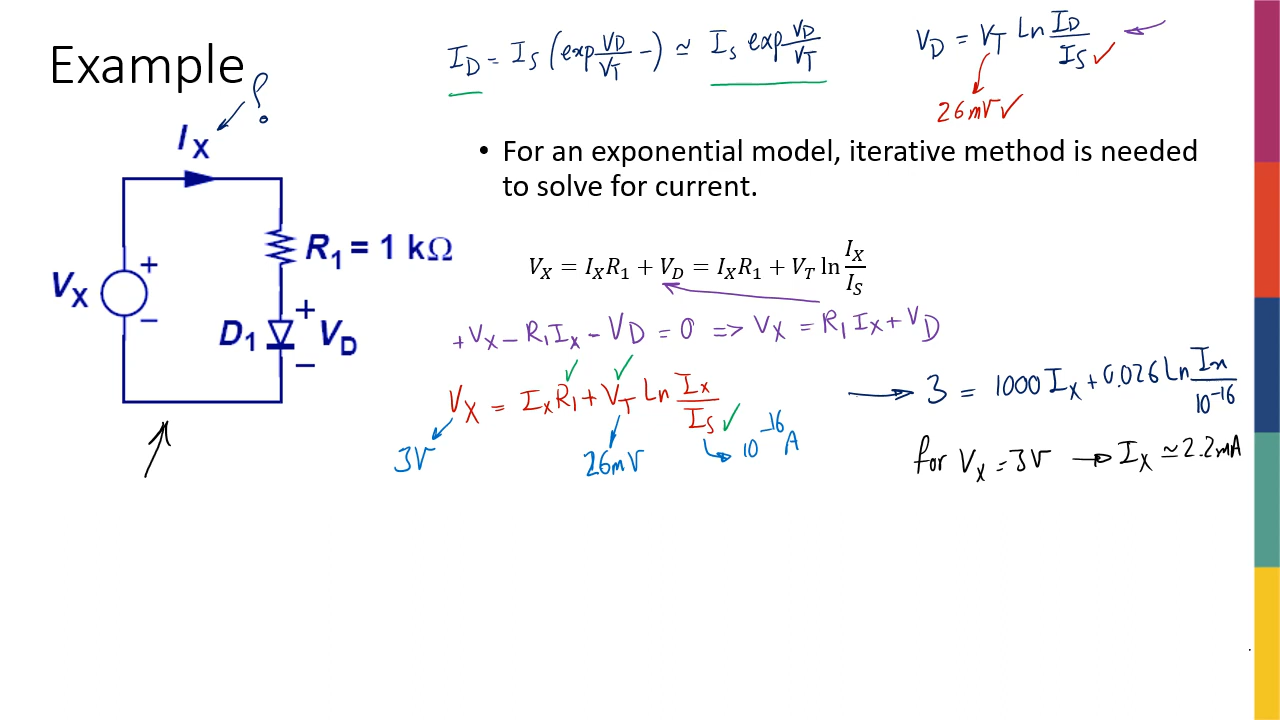 Example
I_D = I_S (exp V_D/V_T - ) ≃ I_S exp V_D/V_T
V_D = V_T Ln I_D/I_S ✓
26mV ✓
?
I_X
• For an exponential model, iterative method is needed
to solve for current.
R_1 = 1 kΩ
+
V_X
−
D_1
+
V_D
−
V_X = I_X R_1 + V_D = I_X R_1 + V_T ln I_X/I_S
+V_X - R_1 I_X - V_D = 0 => V_X = R_1 I_X + V_D
V_X = I_X R_1 + V_T Ln I_X/I_S ✓
3V
26mV
10^-16 A
→ 3 = 1000 I_X + 0.026 Ln I_x/10^-16
for V_X = 3V → I_X ≃ 2.2mA